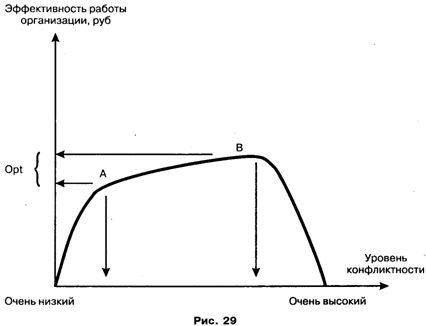 Эффективность работы
организации, руб
B
A
Opt
Уровень
конфликтности
Очень низкий
Очень высокий
Рис. 29